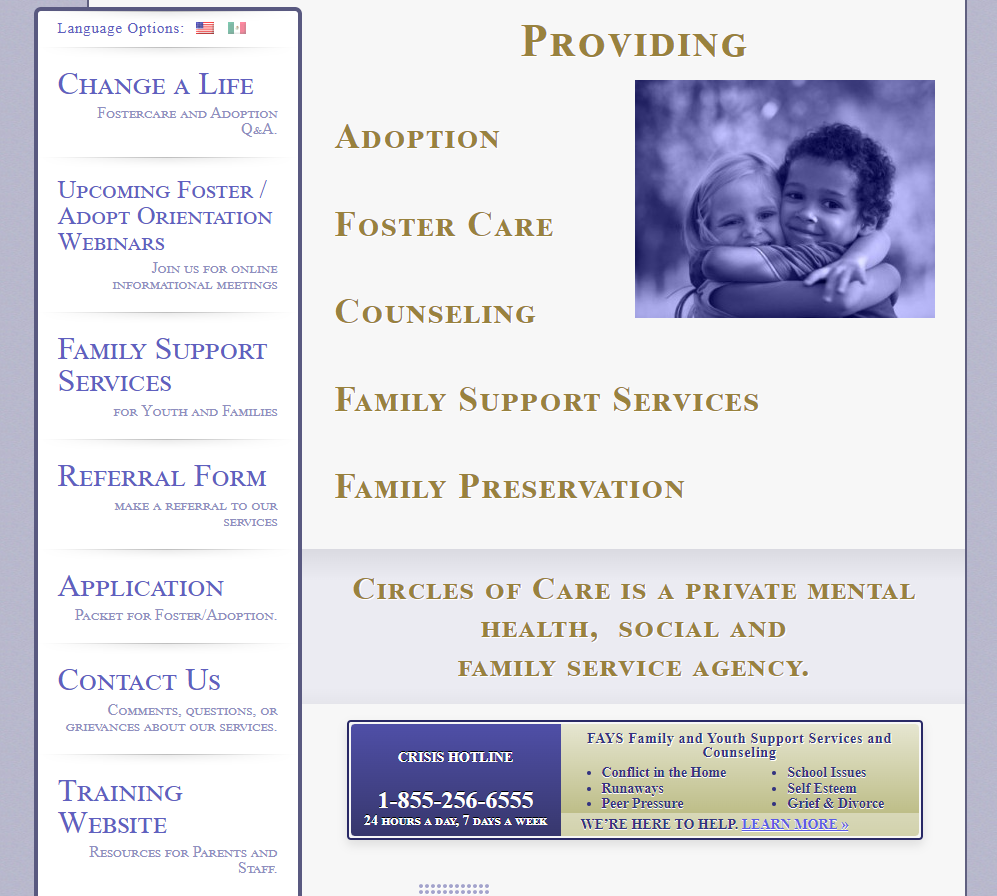 Language Options:
Change a Life
Fostercare and Adoption
Q&A.
Upcoming Foster /
Adopt Orientation
Webinars
Join us for online
informational meetings
Family Support
Services
for Youth and Families
Referral Form
make a referral to our
services
Application
Packet for Foster/Adoption.
Contact Us
Comments, questions, or
grievances about our services.
Training
Website
Resources for Parents and
Staff.
Providing
Adoption
Foster Care
Counseling
Family Support Services
Family Preservation
Circles of Care is a private mental
health, social and
family service agency.
CRISIS HOTLINE
1-855-256-6555
24 hours a day, 7 days a week
FAYS Family and Youth Support Services and
Counseling
• Conflict in the Home
• Runaways
• Peer Pressure
• School Issues
• Self Esteem
• Grief & Divorce
WE'RE HERE TO HELP. LEARN MORE »